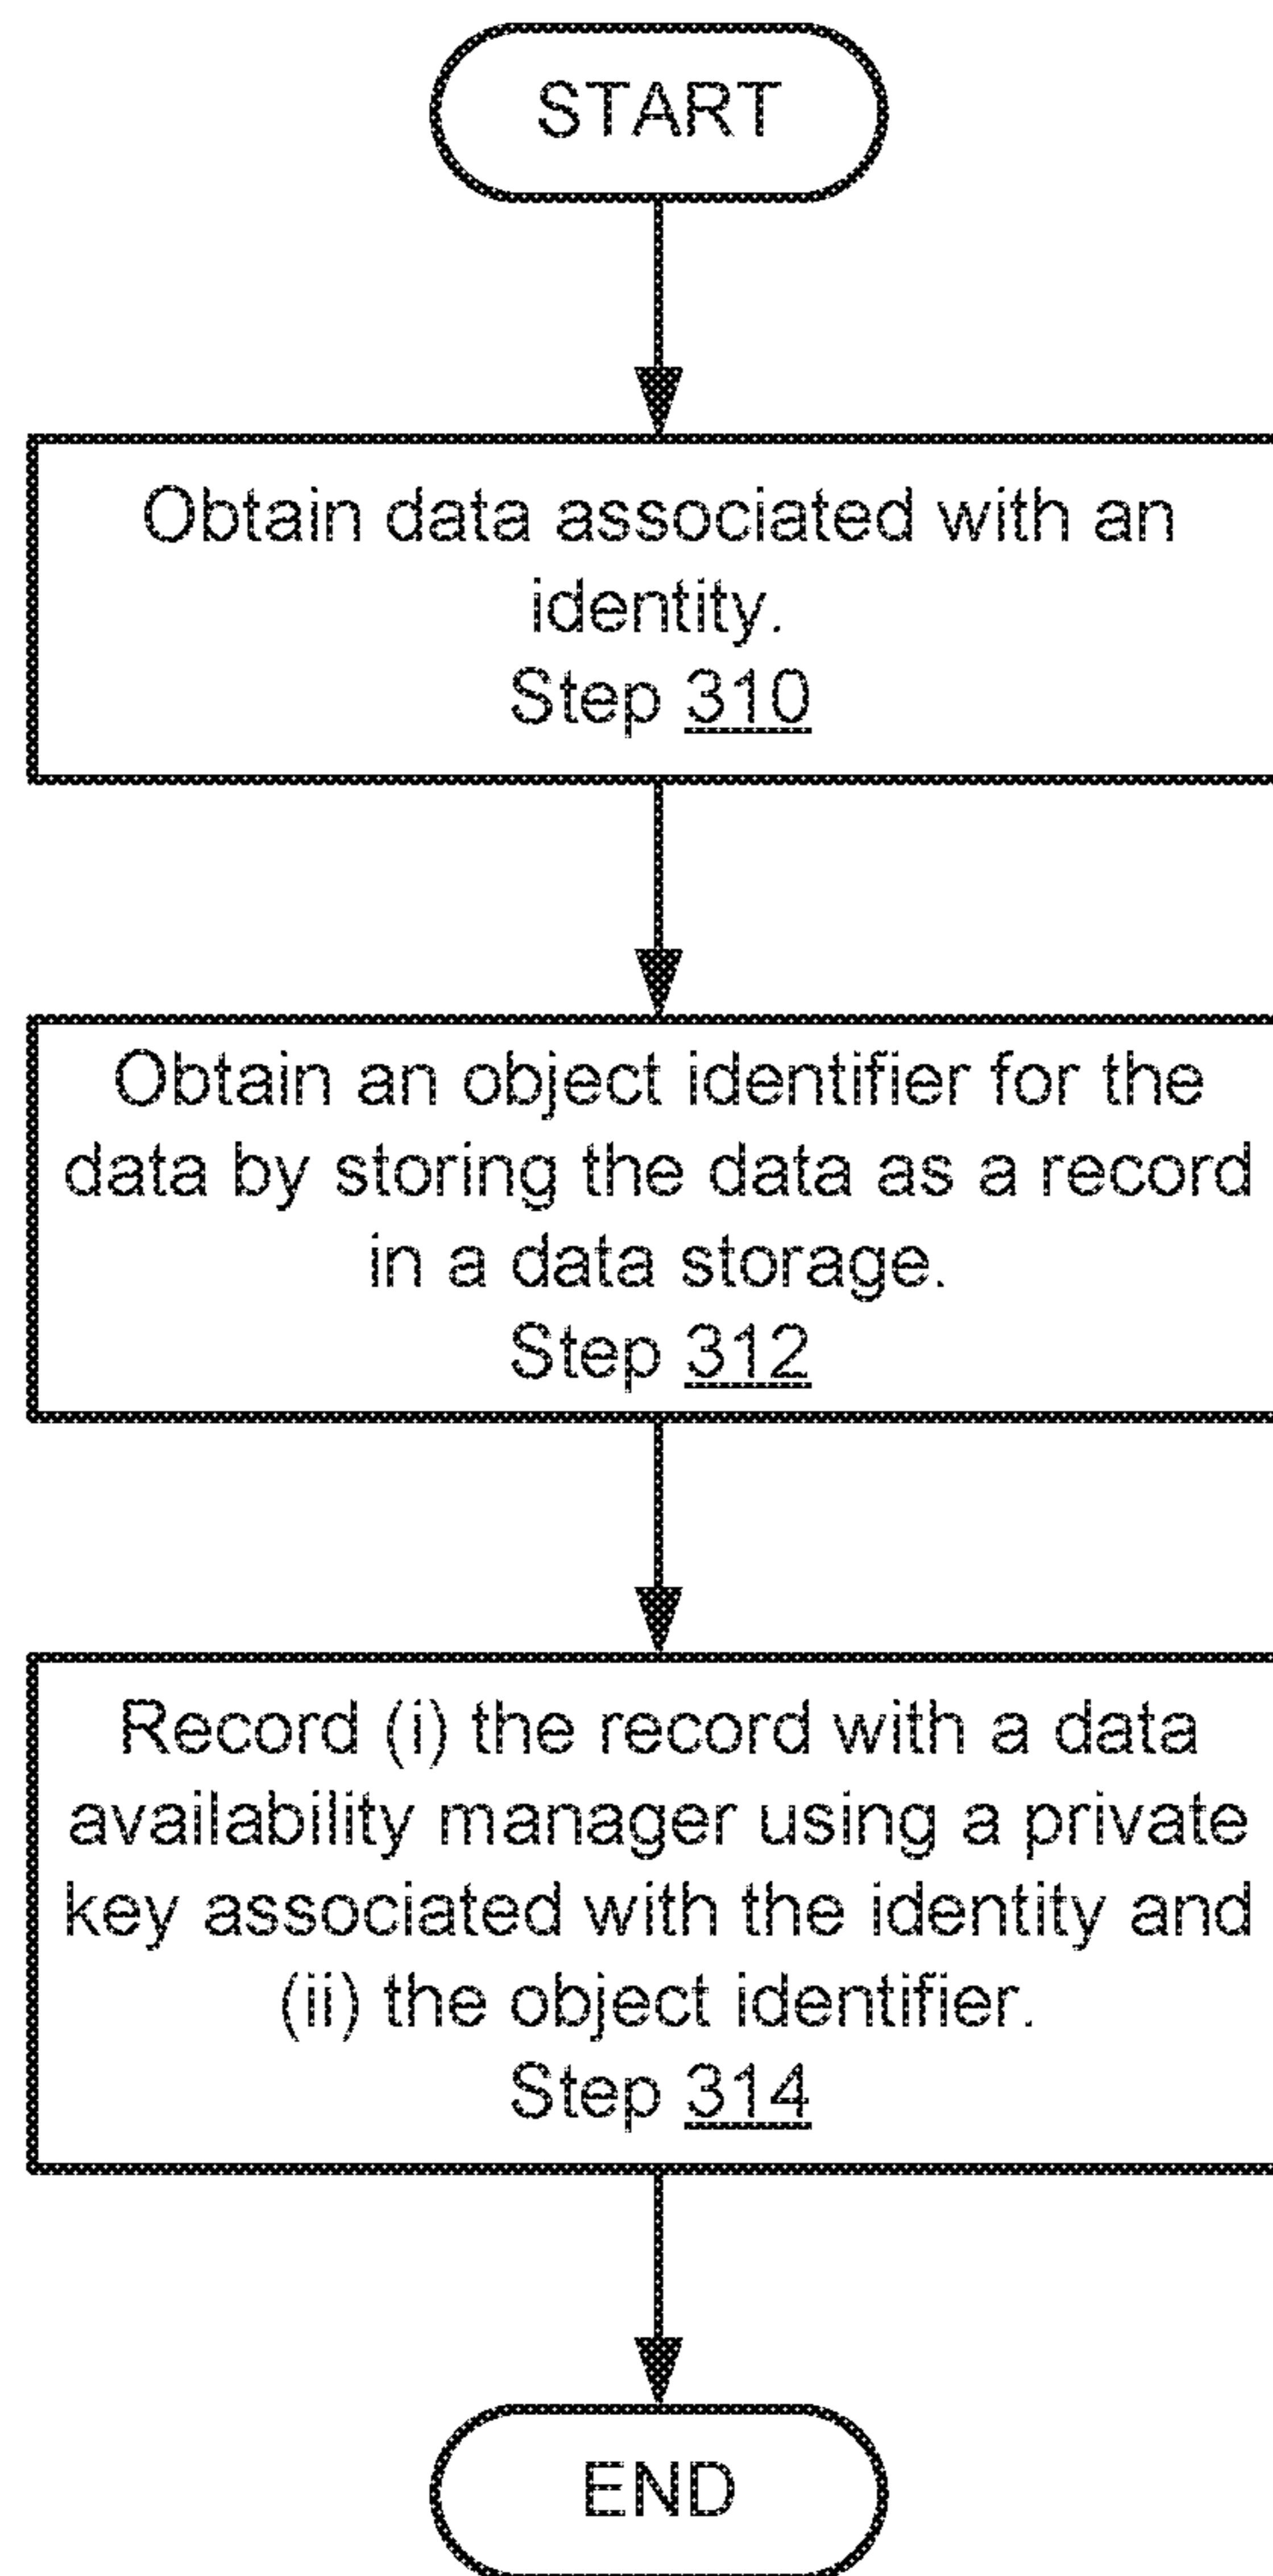 START
Obtain data associated with an
identity.
Step 310
Obtain an object identifier for the
data by storing the data as a record
in a data storage.
Step 312
Record (i) the record with a data
availability manager using a private
key associated with the identity and
(ii) the object identifier.
Step 314
END